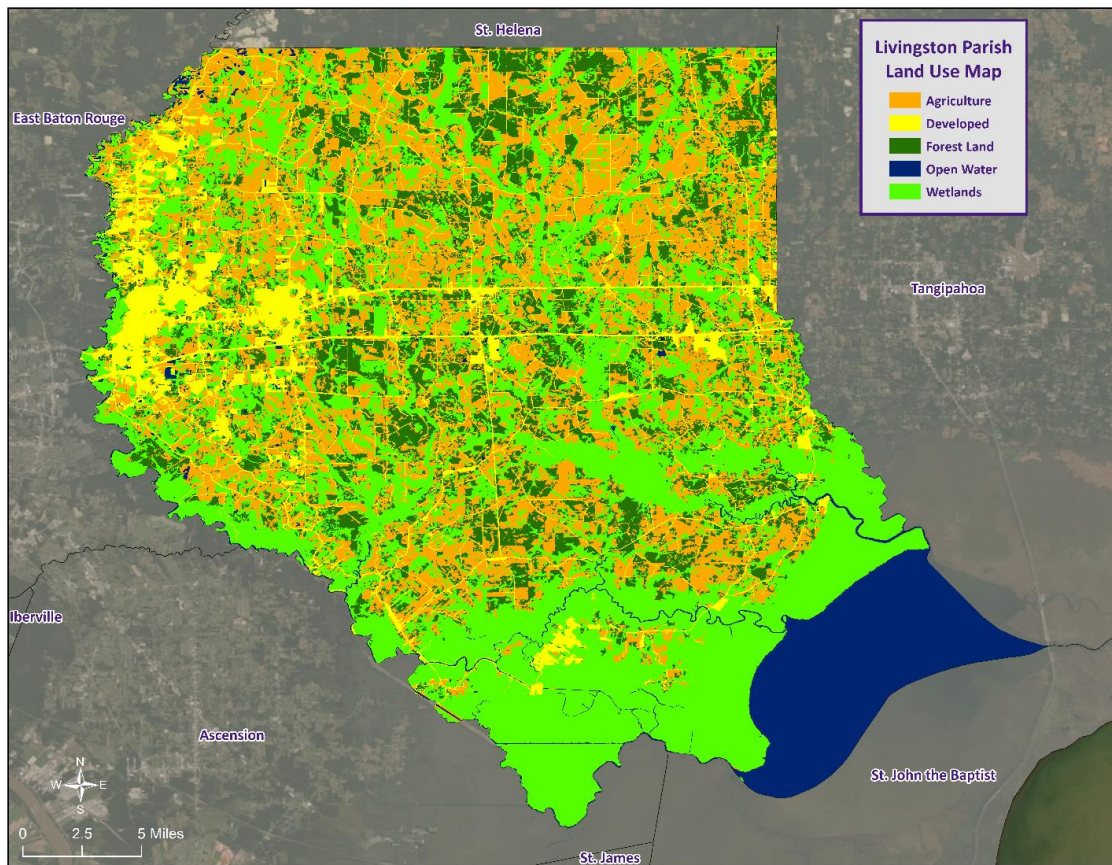 St. Helena
Livingston Parish
Land Use Map
Agriculture
Developed
Forest Land
Open Water
Wetlands
East Baton Rouge
Tangipahoa
Iberville
Ascension
St. John the Baptist
N
W E
S
0 2.5 5 Miles
St. James